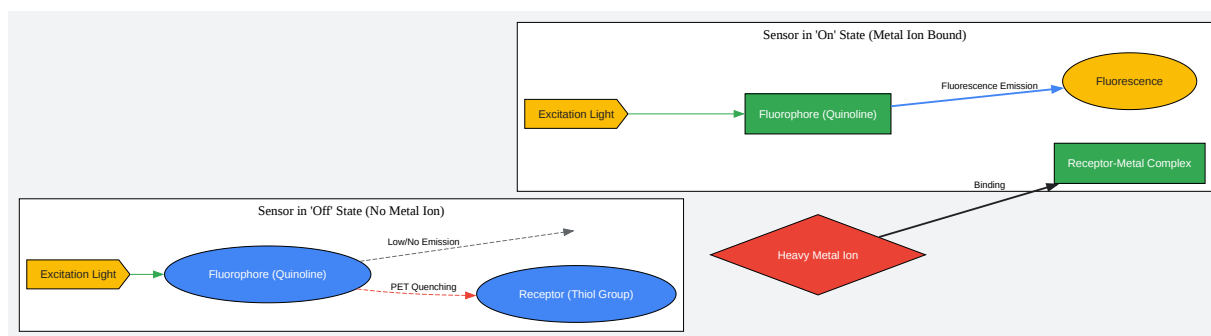 Sensor in 'On' State (Metal Ion Bound)
Excitation Light
Fluorophore (Quinoline)
Fluorescence Emission
Fluorescence
Receptor-Metal Complex
Binding
Heavy Metal Ion
Sensor in 'Off' State (No Metal Ion)
Excitation Light
Fluorophore (Quinoline)
Low/No Emission
PET Quenching
Receptor (Thiol Group)